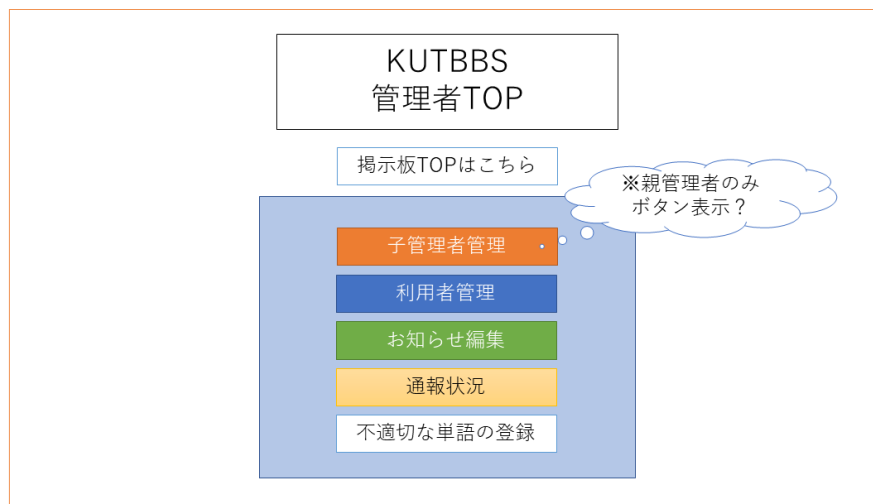 KUTBBS
管理者TOP
掲示板TOPはこちら
※親管理者のみ
ボタン表示？
子管理者管理
利用者管理
お知らせ編集
通報状況
不適切な単語の登録